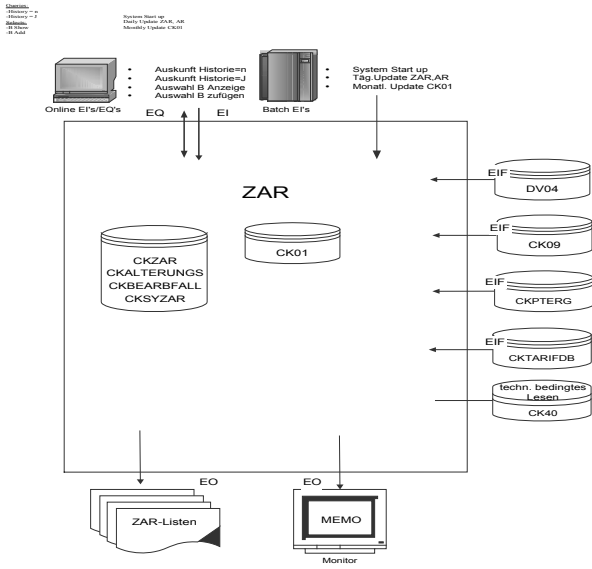 Queries:
-History = n
-History = J
Selects:
-B Show
-B Add
System Start up
Daily Update ZAR, AR
Monthly Update CK01
• Auskunft Historie=n
• Auskunft Historie=J
• Auswahl B Anzeige
• Auswahl B zufügen
• System Start up
• Täg.Update ZAR,AR
• Monatl. Update CK01
Online EI's/EQ's
Batch EI's
EQ
EI
ZAR
CKZAR
CKALTERUNGS
CKBEARBFALL
CKSYZAR
CK01
EIF
DV04
EIF
CK09
EIF
CKPTERG
EIF
CKTARIFDB
techn. bedingtes
Lesen
CK40
EO
ZAR-Listen
EO
MEMO
Monitor